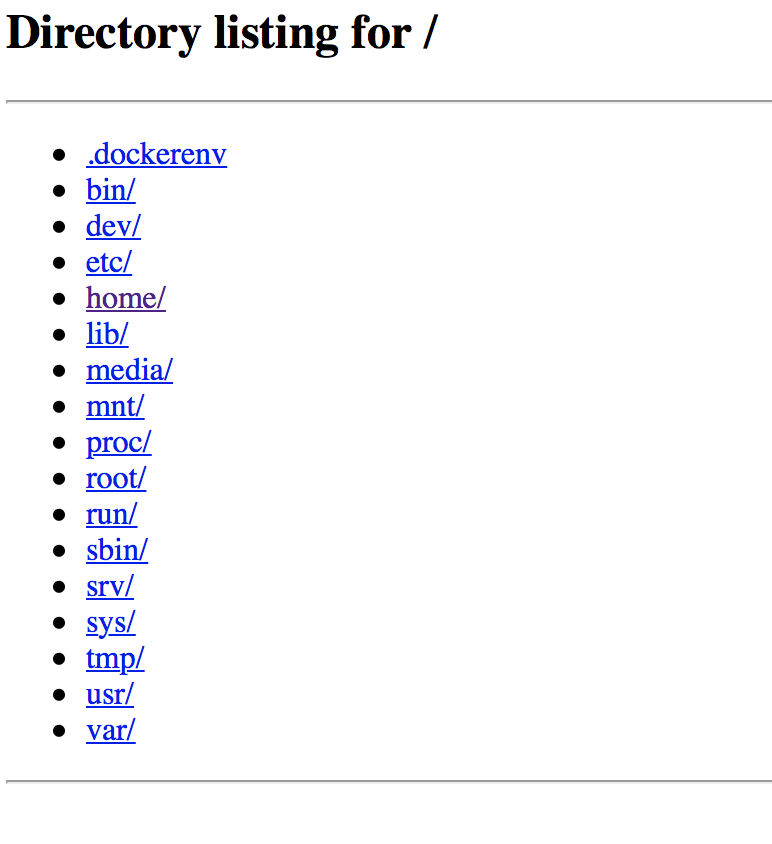 Directory listing for /
.dockerenv
bin/
dev/
etc/
home/
lib/
media/
mnt/
proc/
root/
run/
sbin/
srv/
sys/
tmp/
usr/
var/